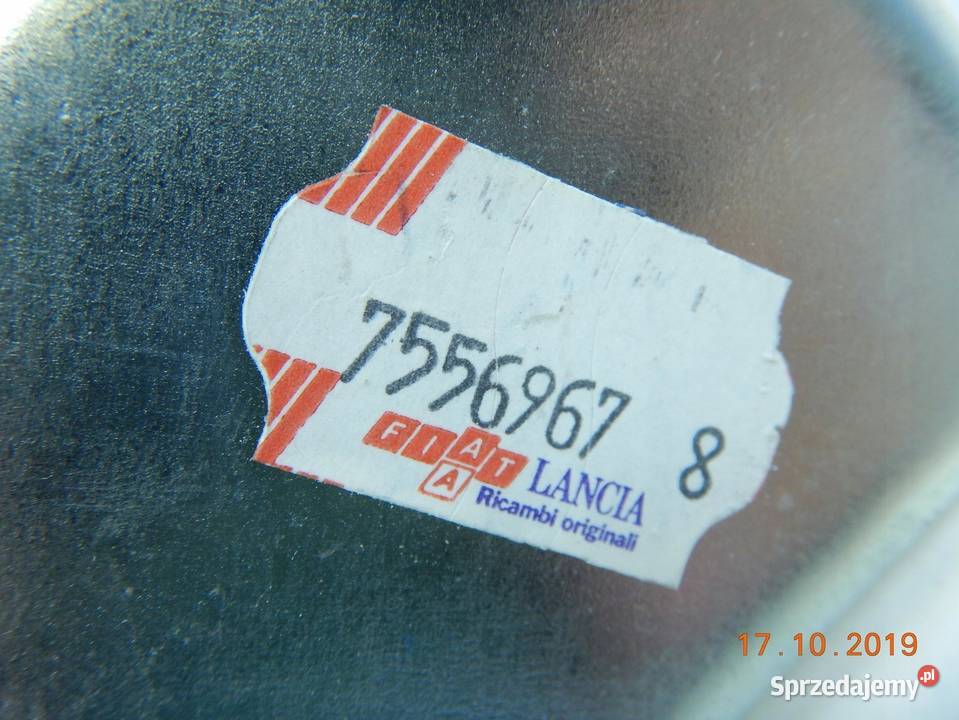 7556967 8
FIAT LANCIA
A Ricambi originali
17.10.2019
Sprzedajemy.pl